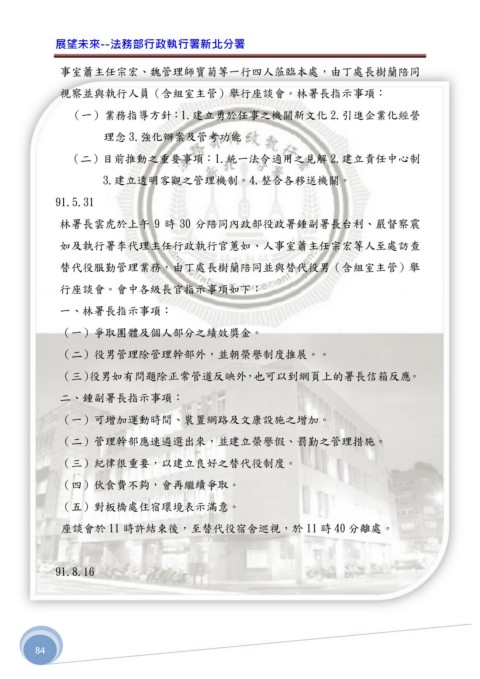 展望未來--法務部行政執行署新北分署
事室蕭主任宗宏、魏管理師寶菊等一行四人蒞臨本處，由丁處長樹蘭陪同
視察並與執行人員（含組室主管）舉行座談會。林署長指示事項：
（一）業務指導方針：1.建立勇於任事之機關新文化 2.引進企業化經營
理念 3.強化辦案及管考功能
（二）目前推動之重要事項：1.統一法令適用之見解 2.建立責任中心制
3.建立透明客觀之管理機制。4.整合各移送機關。
91.5.31
林署長雲虎於上午 9 時 30 分陪同內政部役政署鍾副署長台利、嚴督察震
如及執行署李代理主任行政執行官蕙如、人事室蕭主任宗宏等人至處訪查
替代役服勤管理業務，由丁處長樹蘭陪同並與替代役男（含組室主管）舉
行座談會。會中各級長官指示事項如下：
一、林署長指示事項：
（一）爭取團體及個人部分之績效獎金。
（二）役男管理除管理幹部外，並朝榮譽制度推展。。
（三)役男如有問題除正常管道反映外,也可以到網頁上的署長信箱反應。
二、鍾副署長指示事項：
（一）可增加運動時間、裝置網路及文康設施之增加。
（二）管理幹部應速遴選出來，並建立榮譽假、罰勤之管理措施。
（三）紀律很重要，以建立良好之替代役制度。
（四）伙食費不夠，會再繼續爭取。
（五）對板橋處住宿環境表示滿意。
座談會於 11 時許結束後，至替代役宿舍巡視，於 11 時 40 分離處。
91.8.16
84